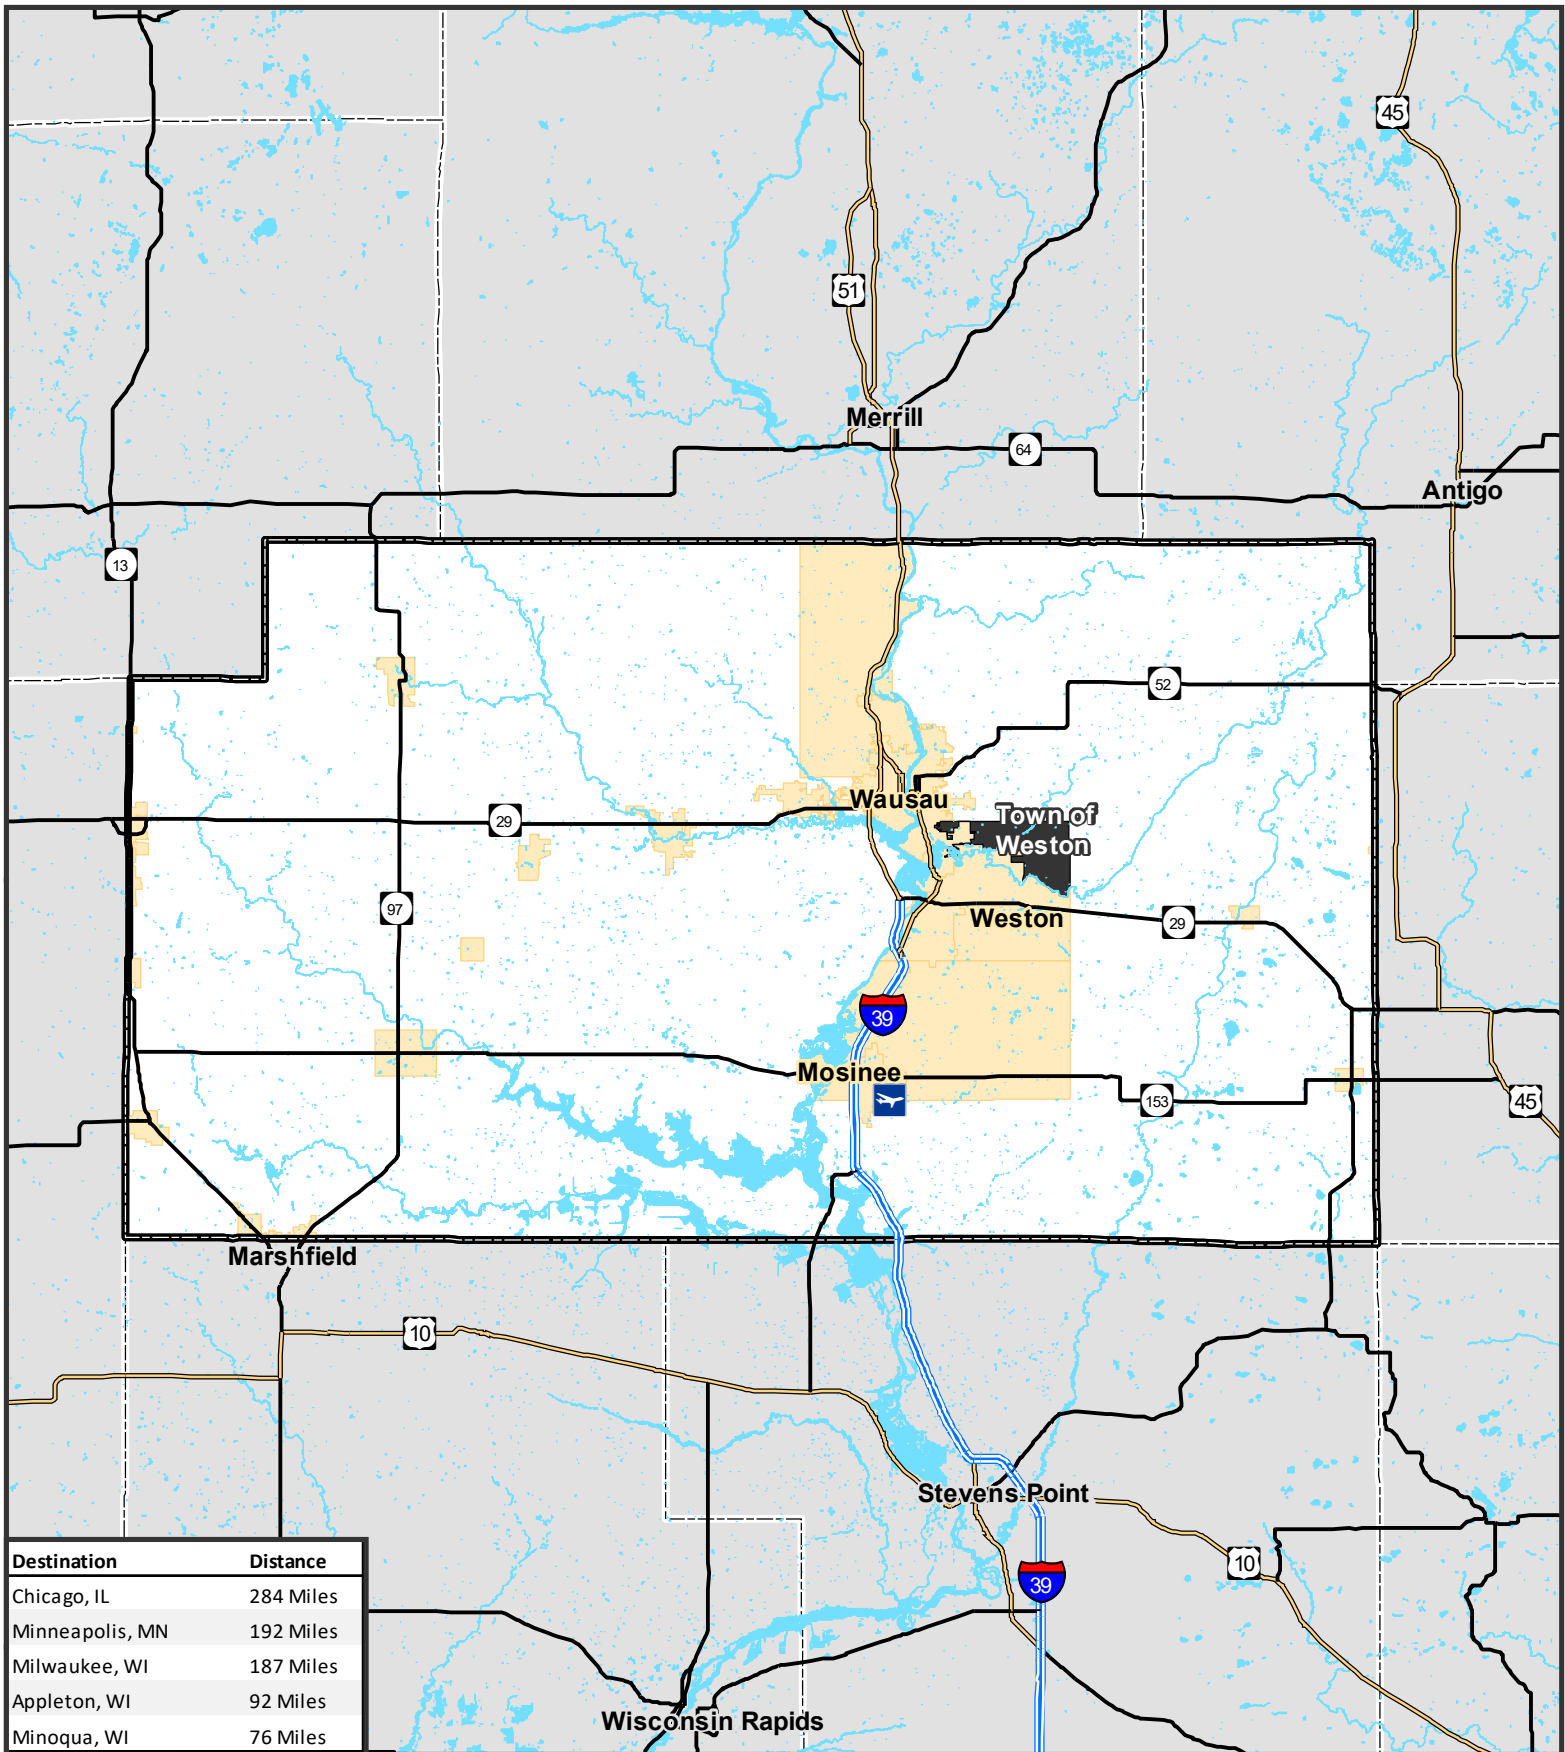 45
51
Merrill
64
Antigo
13
52
Wausau
Town of
Weston
29
97
Weston
29
39
Mosinee
153
45
Marshfield
10
Stevens Point
10
39
Destination Distance
Chicago, IL 284 Miles
Minneapolis, MN 192 Miles
Milwaukee, WI 187 Miles
Appleton, WI 92 Miles
Minoqua, WI 76 Miles
Wisconsin Rapids